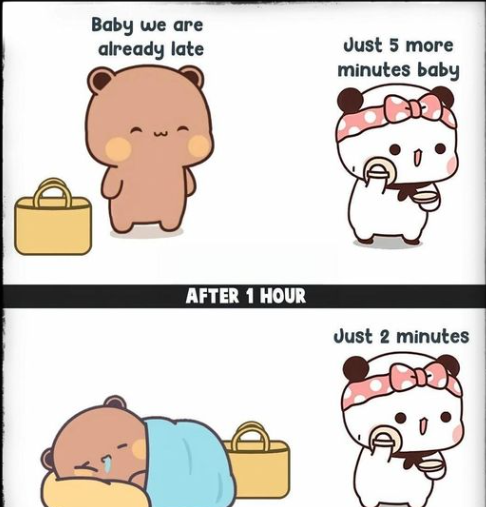 Baby we are
already late
Just 5 more
minutes baby
AFTER 1 HOUR
Just 2 minutes